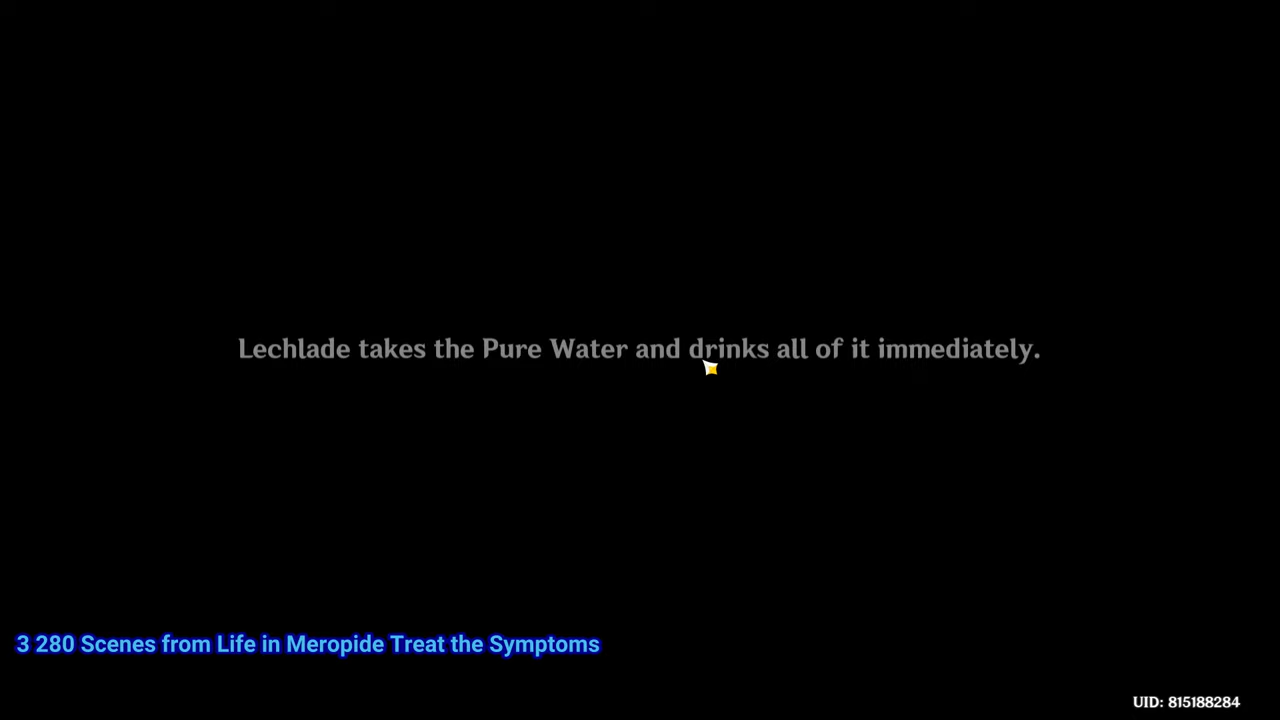 Lechlade takes the Pure Water and drinks all of it immediately.
3 280 Scenes from Life in Meropide Treat the Symptoms
UID: 815188284